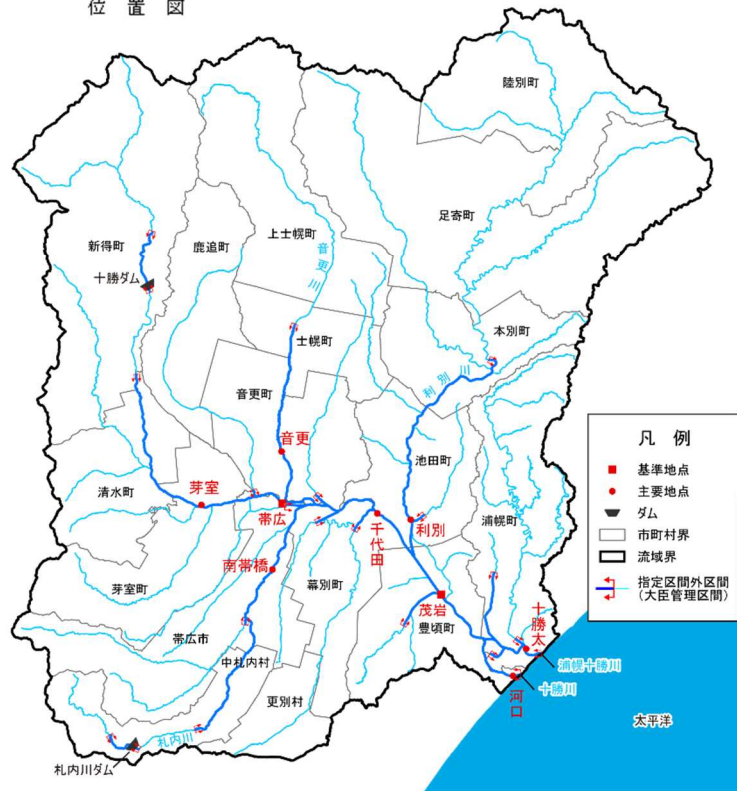 位置図
陸別町
足寄町
上士幌町
新得町
鹿追町
音更川
十勝ダム
本別町
士幌町
利別川
音更町
音更
池田町
清水町
芽室
帯広
千代田
利別
浦幌町
南帯橋
幕別町
芽室町
茂岩
豊頃町
十勝太
帯広市
中札内村
浦幌十勝川
更別村
十勝川
河口
札内川
太平洋
札内川ダム
凡例
基準地点
主要地点
ダム
市町村界
流域界
指定区間外区間
(大臣管理区間)